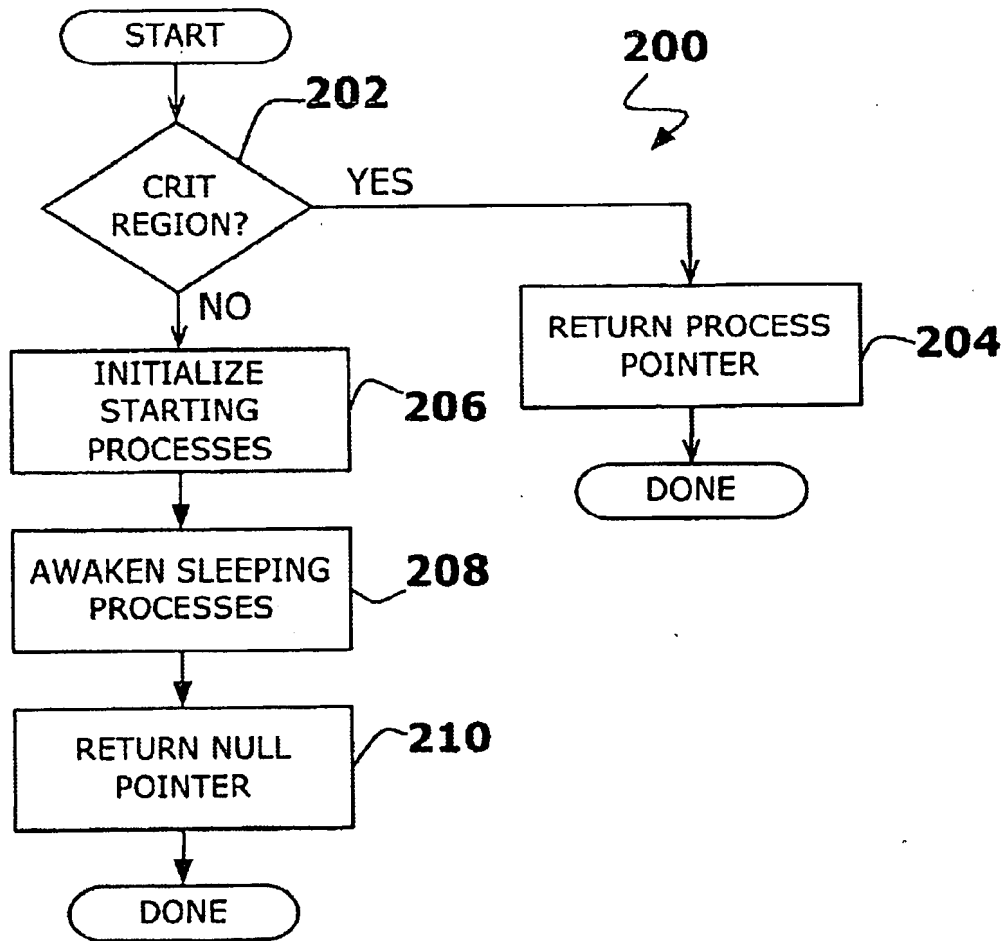 START
200
202
CRIT
REGION?
YES
NO
RETURN PROCESS
POINTER
204
DONE
INITIALIZE
STARTING
PROCESSES
206
AWAKEN SLEEPING
PROCESSES
208
RETURN NULL
POINTER
210
DONE